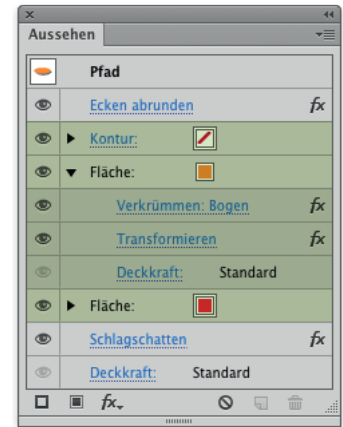 Aussehen
Pfad
Ecken abrunden fx
Kontur:
Fläche:
Verkrümmen: Bogen fx
Transformieren fx
Deckkraft: Standard
Fläche:
Schlagschatten fx
Deckkraft: Standard
fx